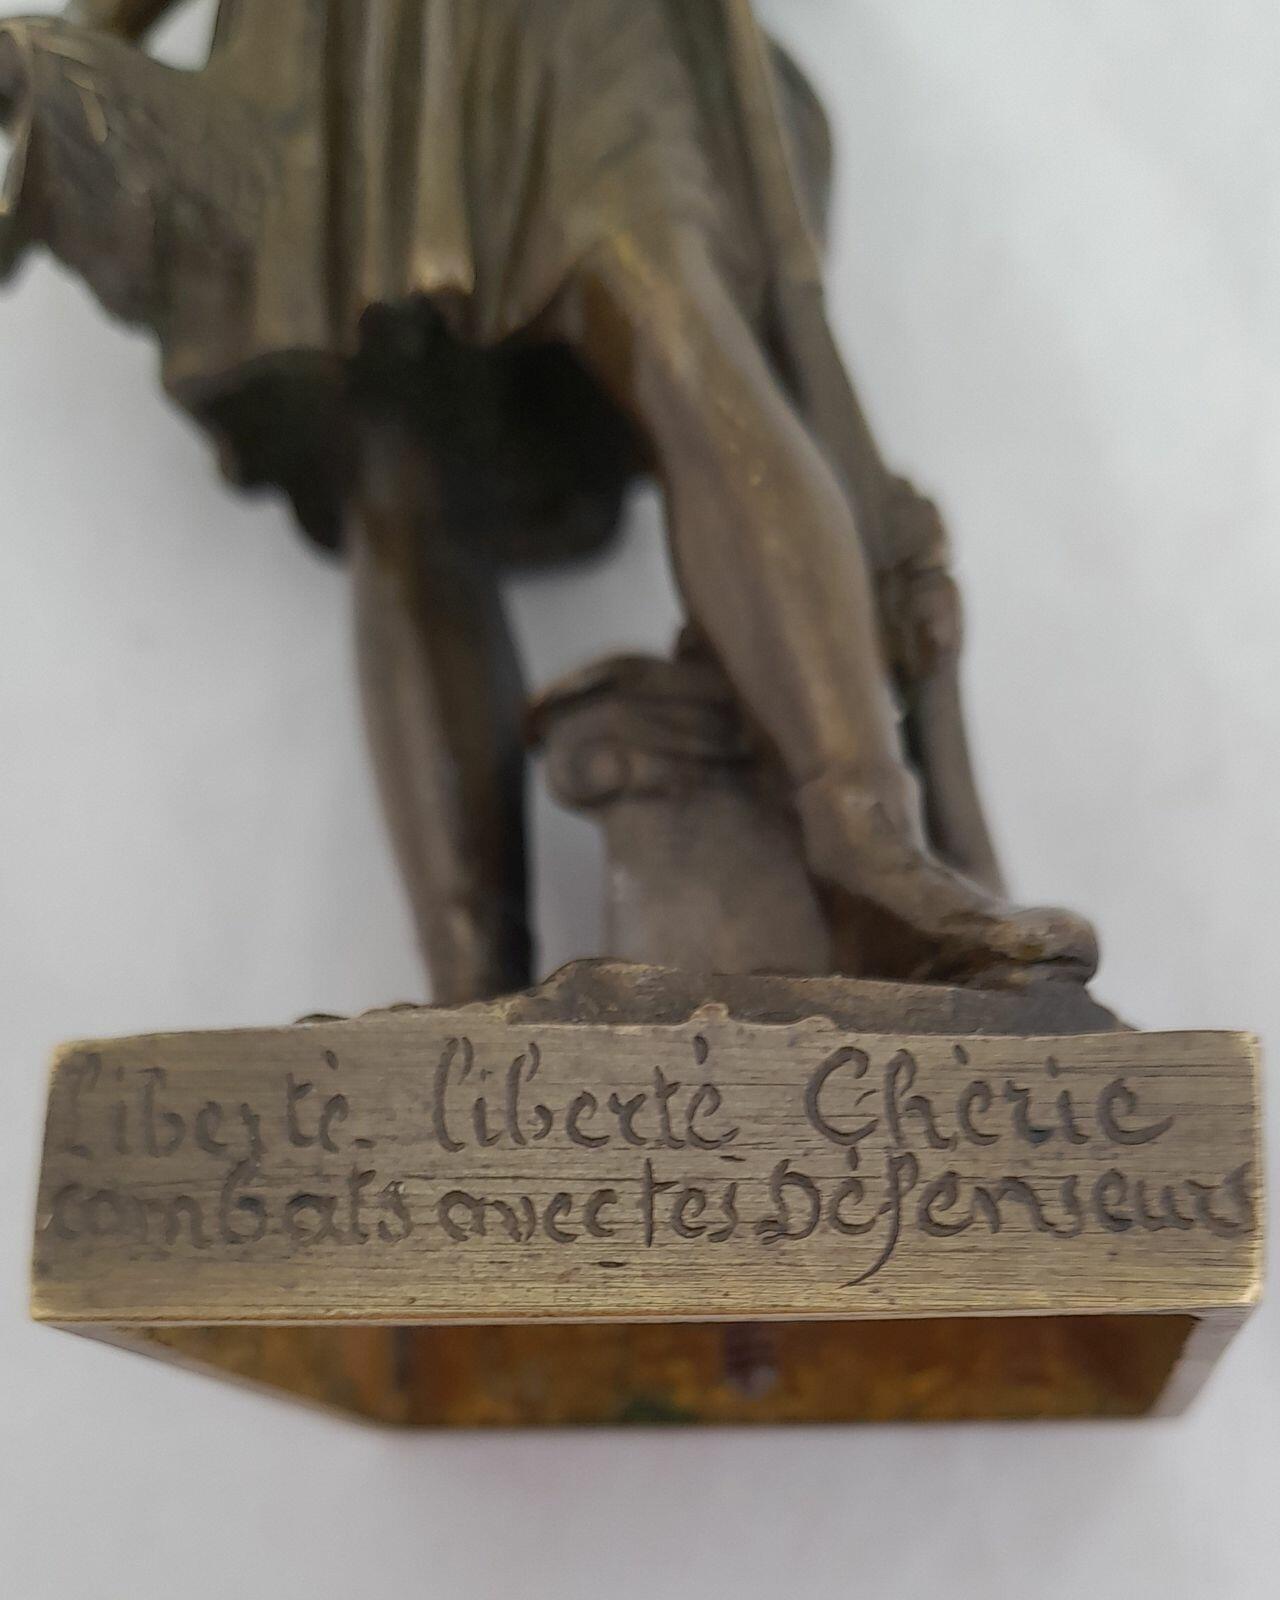 liberté. liberté Chérie
combats avec tes Défenseurs